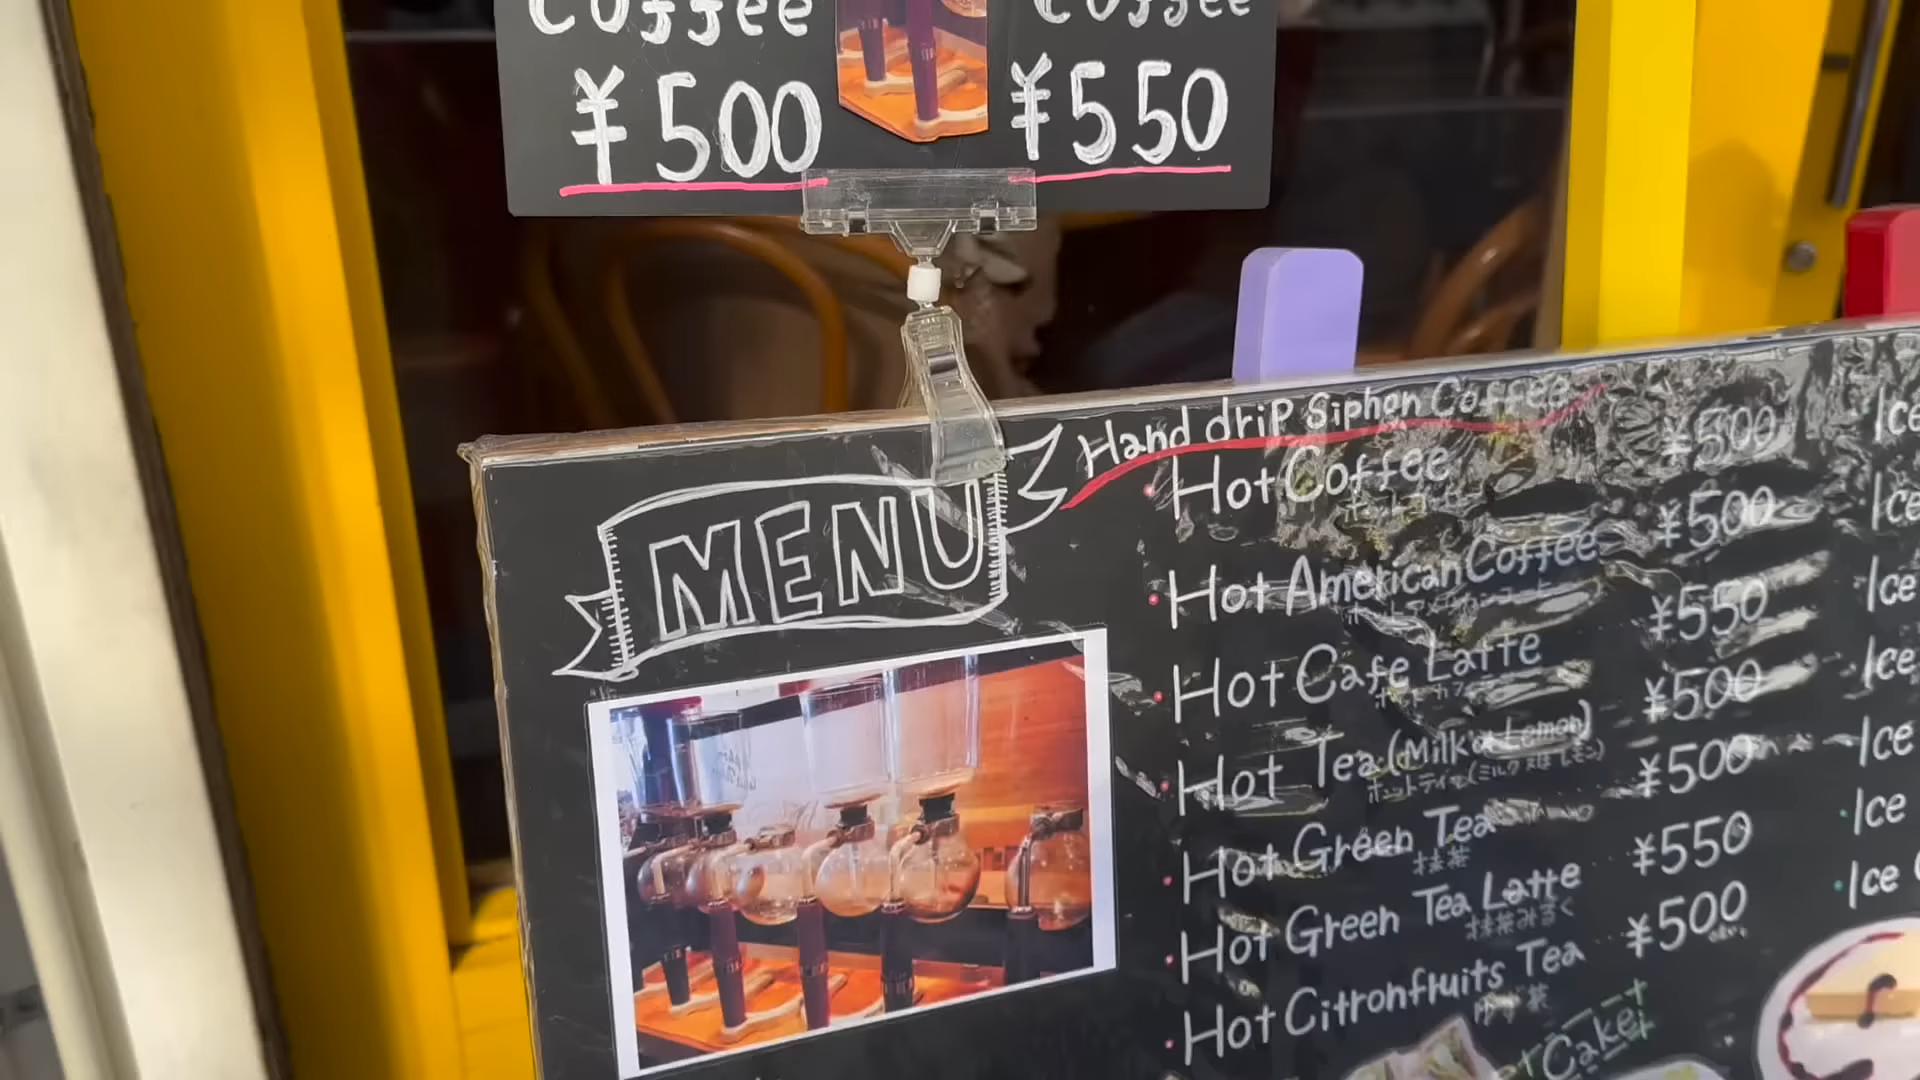 Coffee
¥500
Coffee
¥550
MENU
Hand drip Siphon Coffee
Hot Coffee ¥500
Hot American Coffee ¥500
Hot Cafe Latte ¥550
Hot Tea (Milk or Lemon) ¥500
Hot Green Tea ¥500
抹茶
Hot Green Tea Latte ¥550
抹茶みるく
Hot Citronfruits Tea ¥500
ゆず茶
Cake
Ice
Ice
Ice
Ice
Ice
Ice
Ice